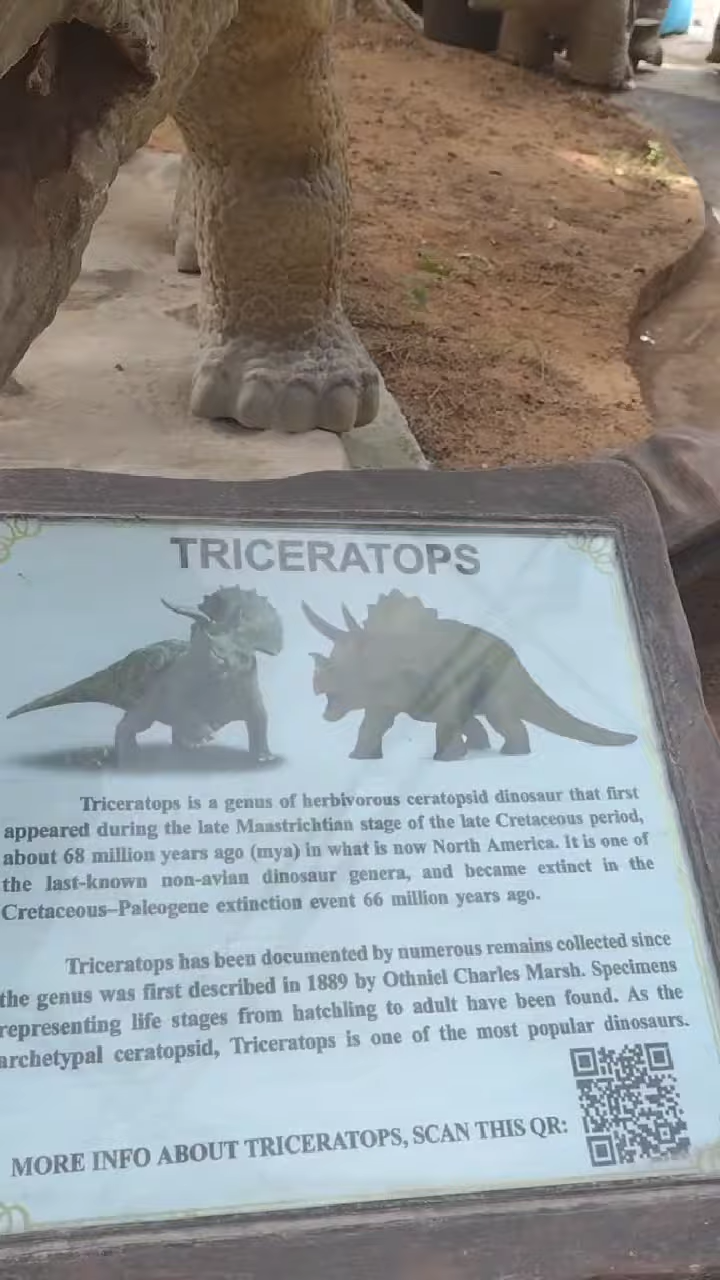 TRICERATOPS
Triceratops is a genus of herbivorous ceratopsid dinosaur that first
appeared during the late Maastrichtian stage of the late Cretaceous period,
about 68 million years ago (mya) in what is now North America. It is one of
the last-known non-avian dinosaur genera, and became extinct in the
Cretaceous–Paleogene extinction event 66 million years ago.
Triceratops has been documented by numerous remains collected since
the genus was first described in 1889 by Othniel Charles Marsh. Specimens
representing life stages from hatchling to adult have been found. As the
archetypal ceratopsid, Triceratops is one of the most popular dinosaurs.
MORE INFO ABOUT TRICERATOPS, SCAN THIS QR: